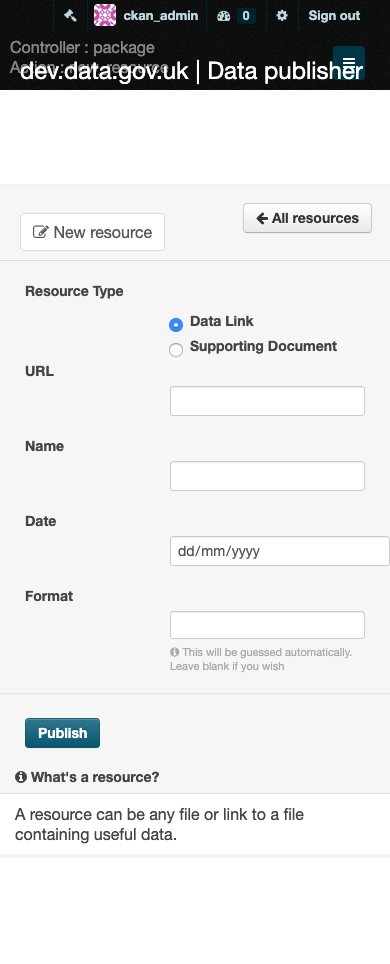 ckan_admin
0
Sign out
Controller : package
Action : new_resource
dev.data.gov.uk | Data publisher
All resources
New resource
Resource Type
Data Link
Supporting Document
URL
Name
Date
dd/mm/yyyy
Format
This will be guessed automatically.
Leave blank if you wish
Publish
What's a resource?
A resource can be any file or link to a file
containing useful data.